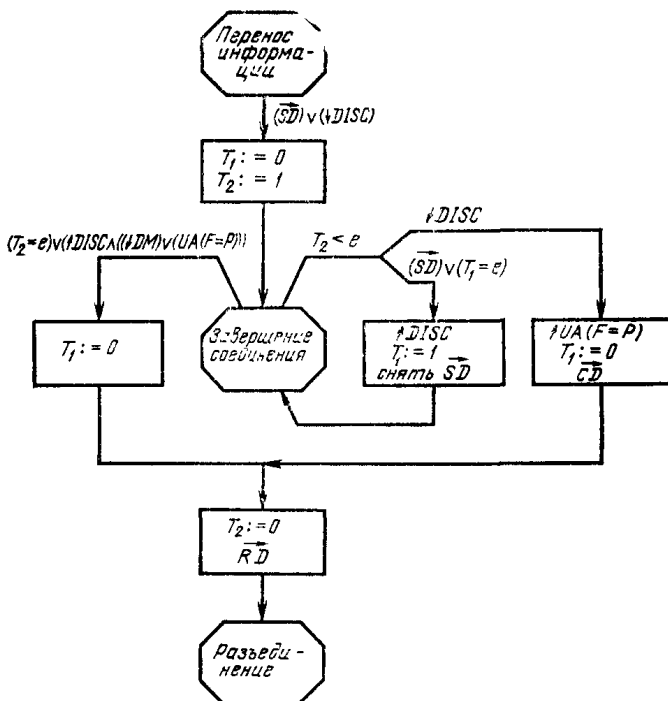 Перенос
информа-
ции
(SD)∨(↓DISC)
T₁:=0
T₂:=1
(T₂=e)∨(↑DISC∧((↓DM)∨(UA(F=P)))
T₂<e
↓DISC
(SD)∨(T₁=e)
T₁:=0
Завершение
соединения
↑DISC
T₁:=1
снять SD
↑UA(F=P)
T₁:=0
CD
T₂:=0
RD
Разъеди-
нение